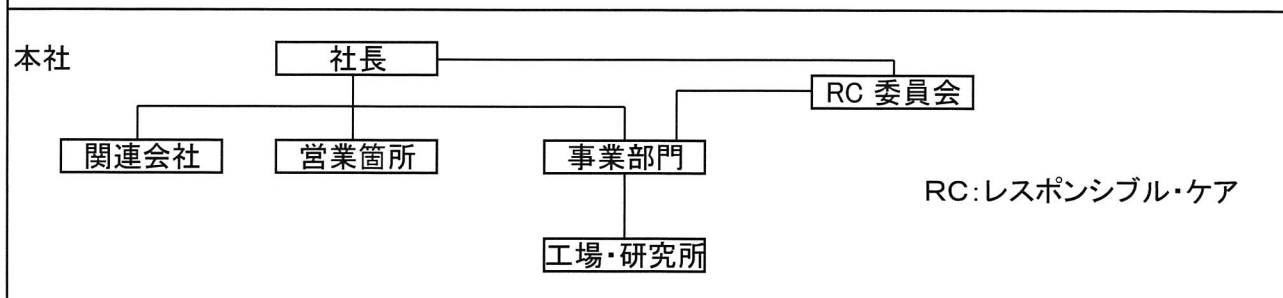 本社
社長
RC 委員会
関連会社
営業箇所
事業部門
RC:レスポンシブル・ケア
工場・研究所